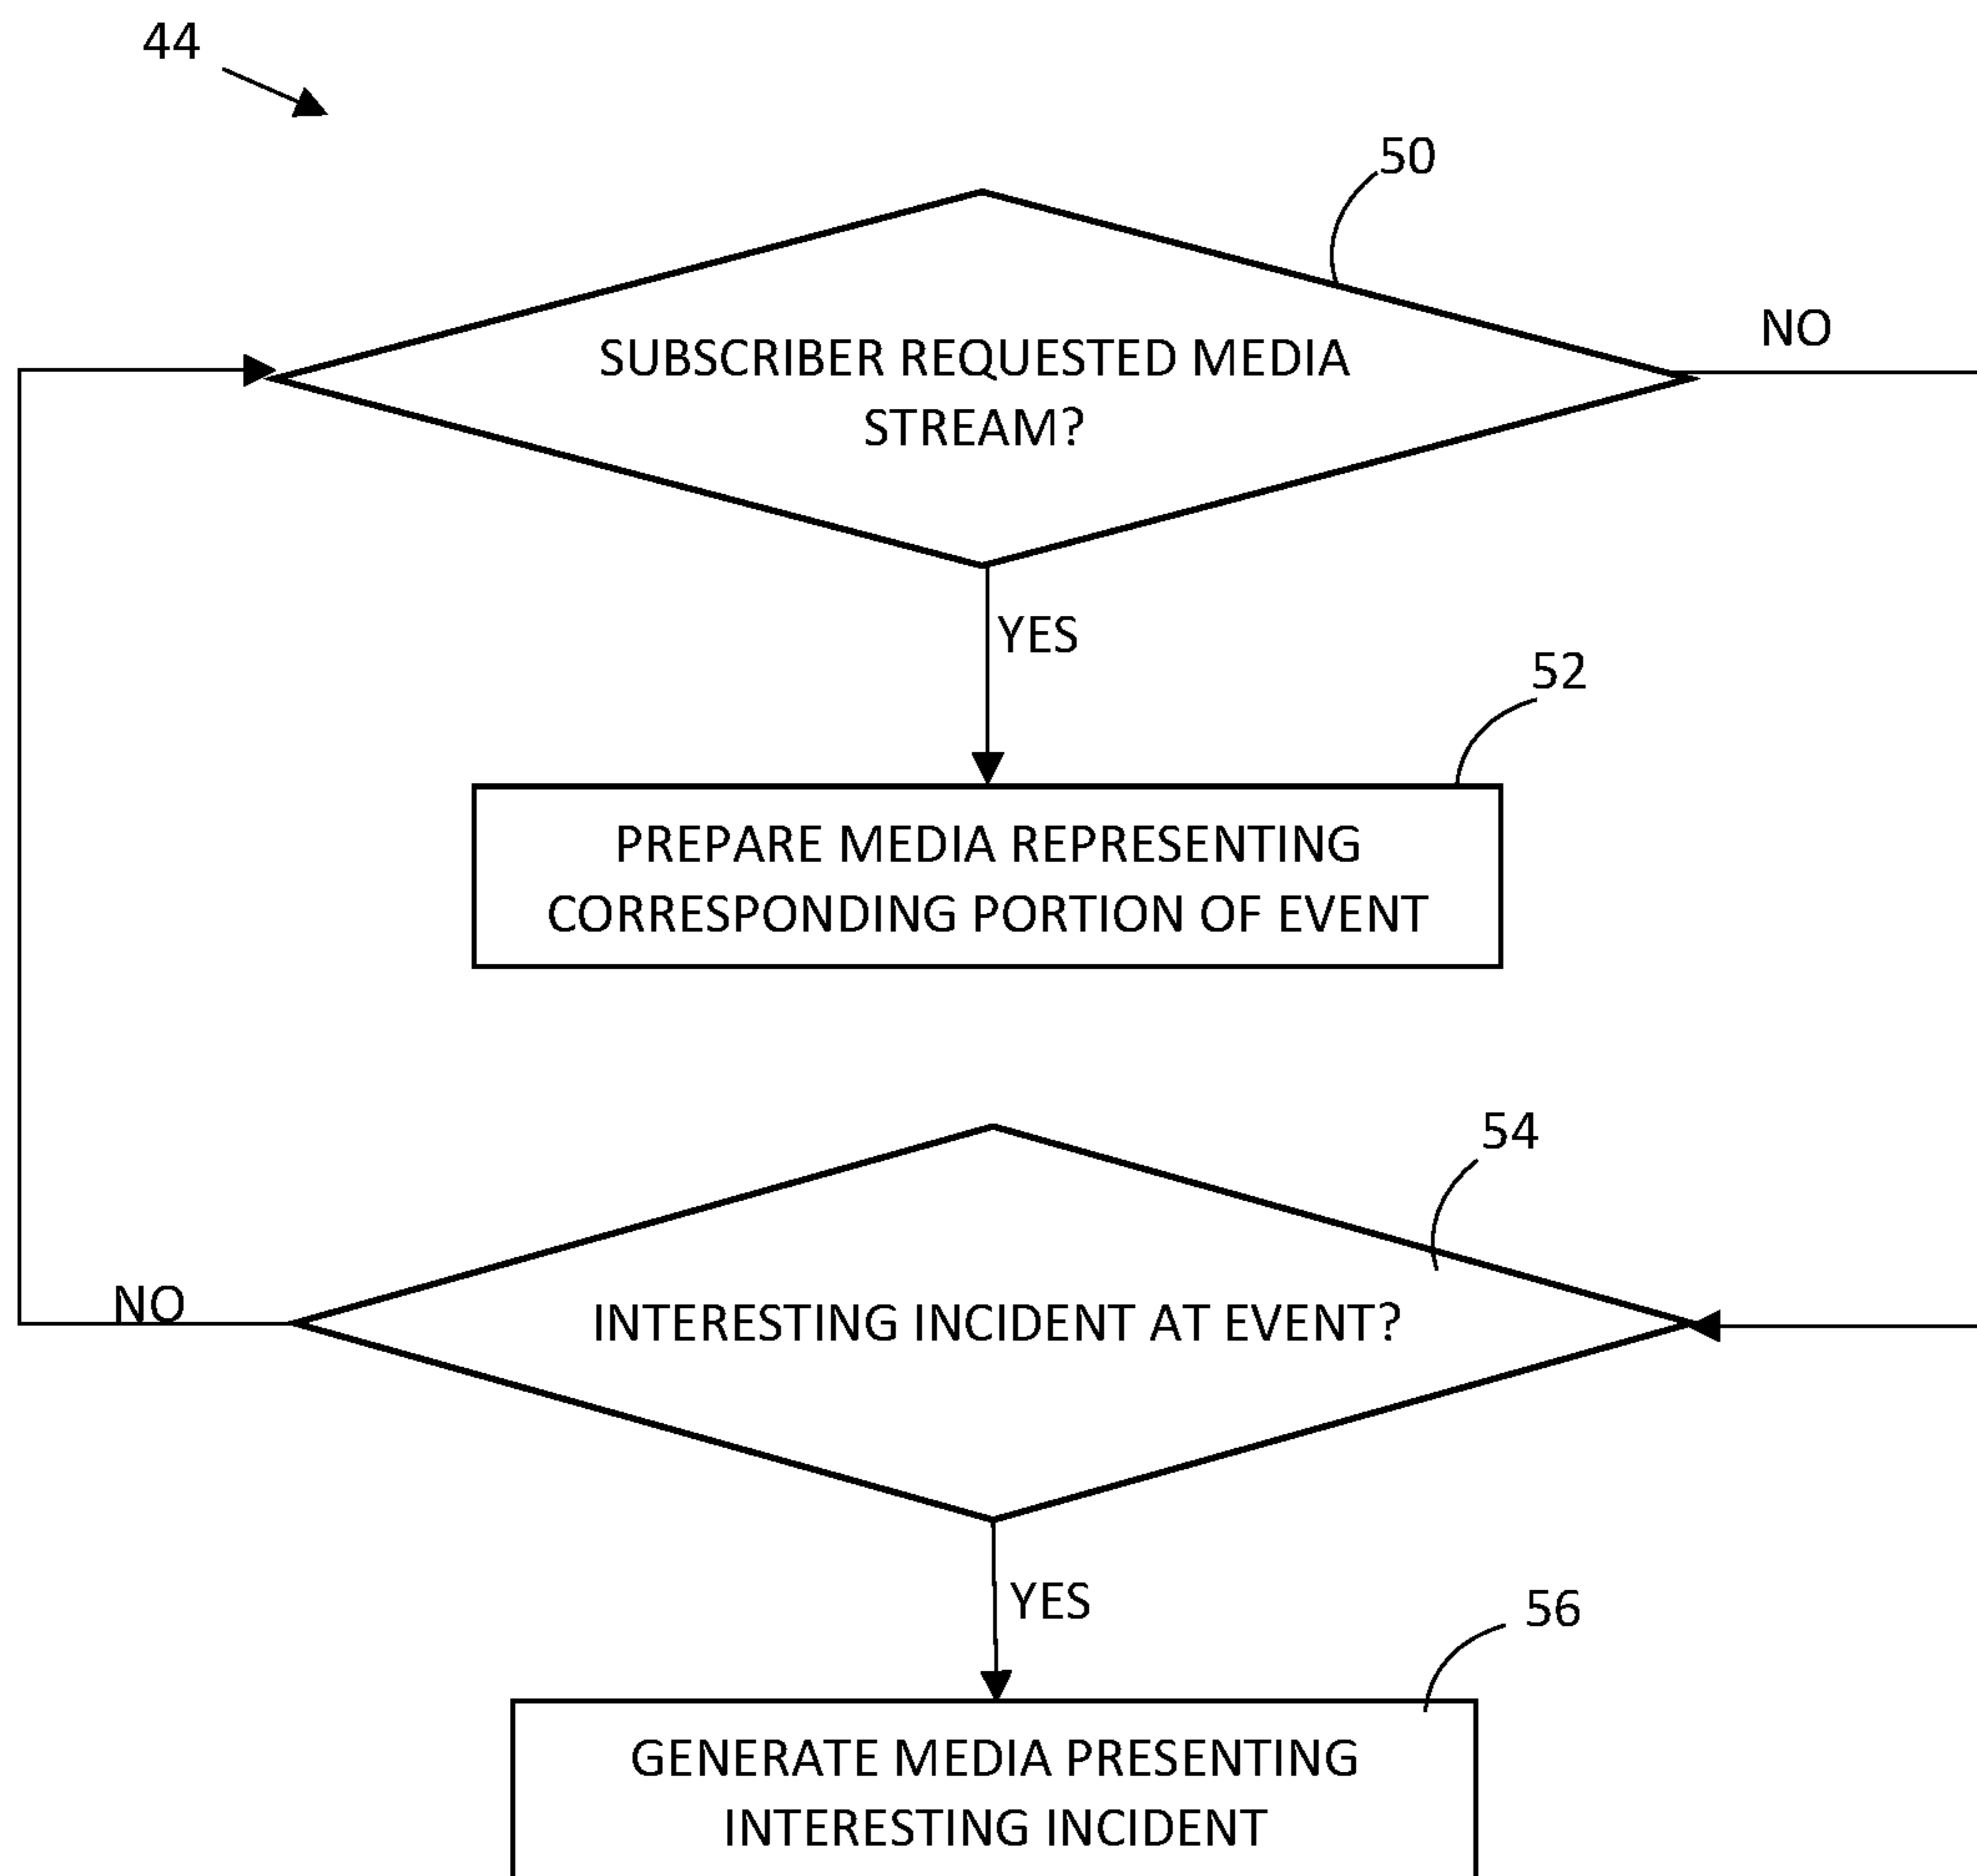 44
50
SUBSCRIBER REQUESTED MEDIA
STREAM?
NO
YES
52
PREPARE MEDIA REPRESENTING
CORRESPONDING PORTION OF EVENT
54
INTERESTING INCIDENT AT EVENT?
NO
YES
56
GENERATE MEDIA PRESENTING
INTERESTING INCIDENT